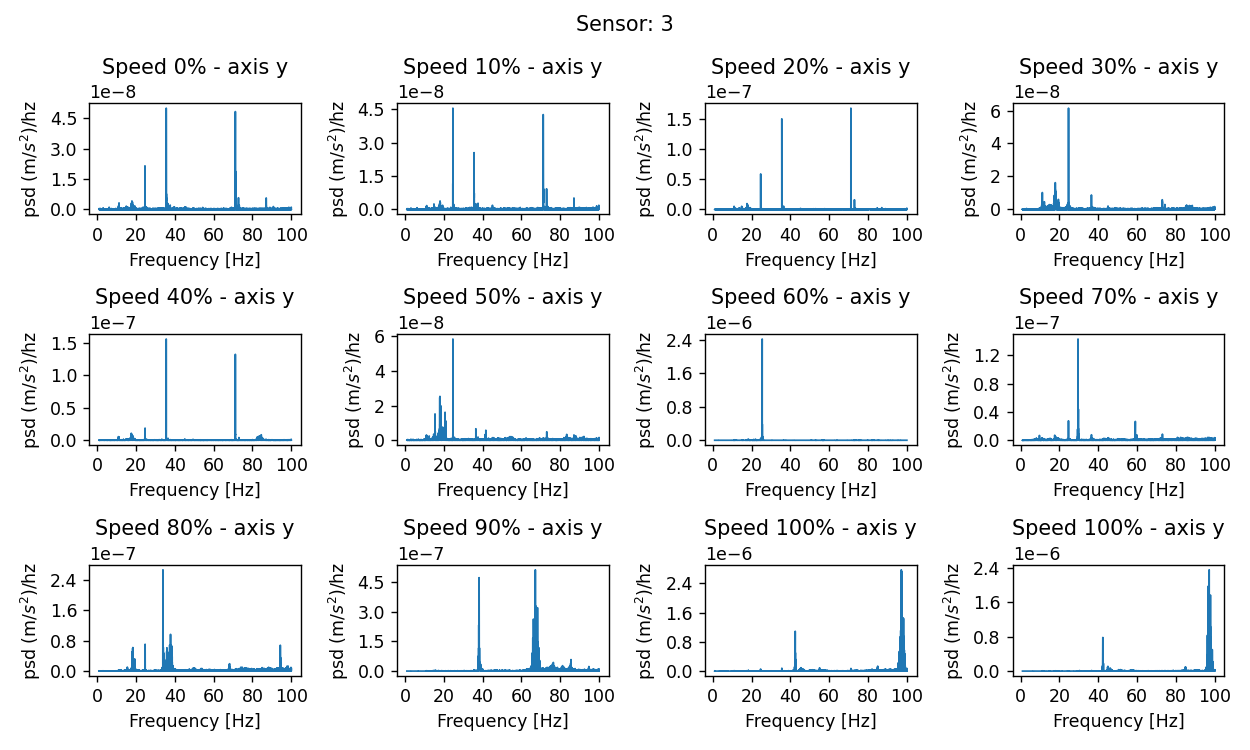 Sensor: 3
Speed 0% - axis y
Speed 10% - axis y
Speed 20% - axis y
Speed 30% - axis y
1e−8
1e−8
1e−7
1e−8
psd (m/s²)/hz
4.5
3.0
1.5
0.0
psd (m/s²)/hz
4.5
3.0
1.5
0.0
psd (m/s²)/hz
1.5
1.0
0.5
0.0
psd (m/s²)/hz
6
4
2
0
0 20 40 60 80 100
0 20 40 60 80 100
0 20 40 60 80 100
0 20 40 60 80 100
Frequency [Hz]
Frequency [Hz]
Frequency [Hz]
Frequency [Hz]
Speed 40% - axis y
Speed 50% - axis y
Speed 60% - axis y
Speed 70% - axis y
1e−7
1e−8
1e−6
1e−7
psd (m/s²)/hz
1.5
1.0
0.5
0.0
psd (m/s²)/hz
6
4
2
0
psd (m/s²)/hz
2.4
1.6
0.8
0.0
psd (m/s²)/hz
1.2
0.8
0.4
0.0
0 20 40 60 80 100
0 20 40 60 80 100
0 20 40 60 80 100
0 20 40 60 80 100
Frequency [Hz]
Frequency [Hz]
Frequency [Hz]
Frequency [Hz]
Speed 80% - axis y
Speed 90% - axis y
Speed 100% - axis y
Speed 100% - axis y
1e−7
1e−7
1e−6
1e−6
psd (m/s²)/hz
2.4
1.6
0.8
0.0
psd (m/s²)/hz
4.5
3.0
1.5
0.0
psd (m/s²)/hz
2.4
1.6
0.8
0.0
psd (m/s²)/hz
2.4
1.6
0.8
0.0
0 20 40 60 80 100
0 20 40 60 80 100
0 20 40 60 80 100
0 20 40 60 80 100
Frequency [Hz]
Frequency [Hz]
Frequency [Hz]
Frequency [Hz]